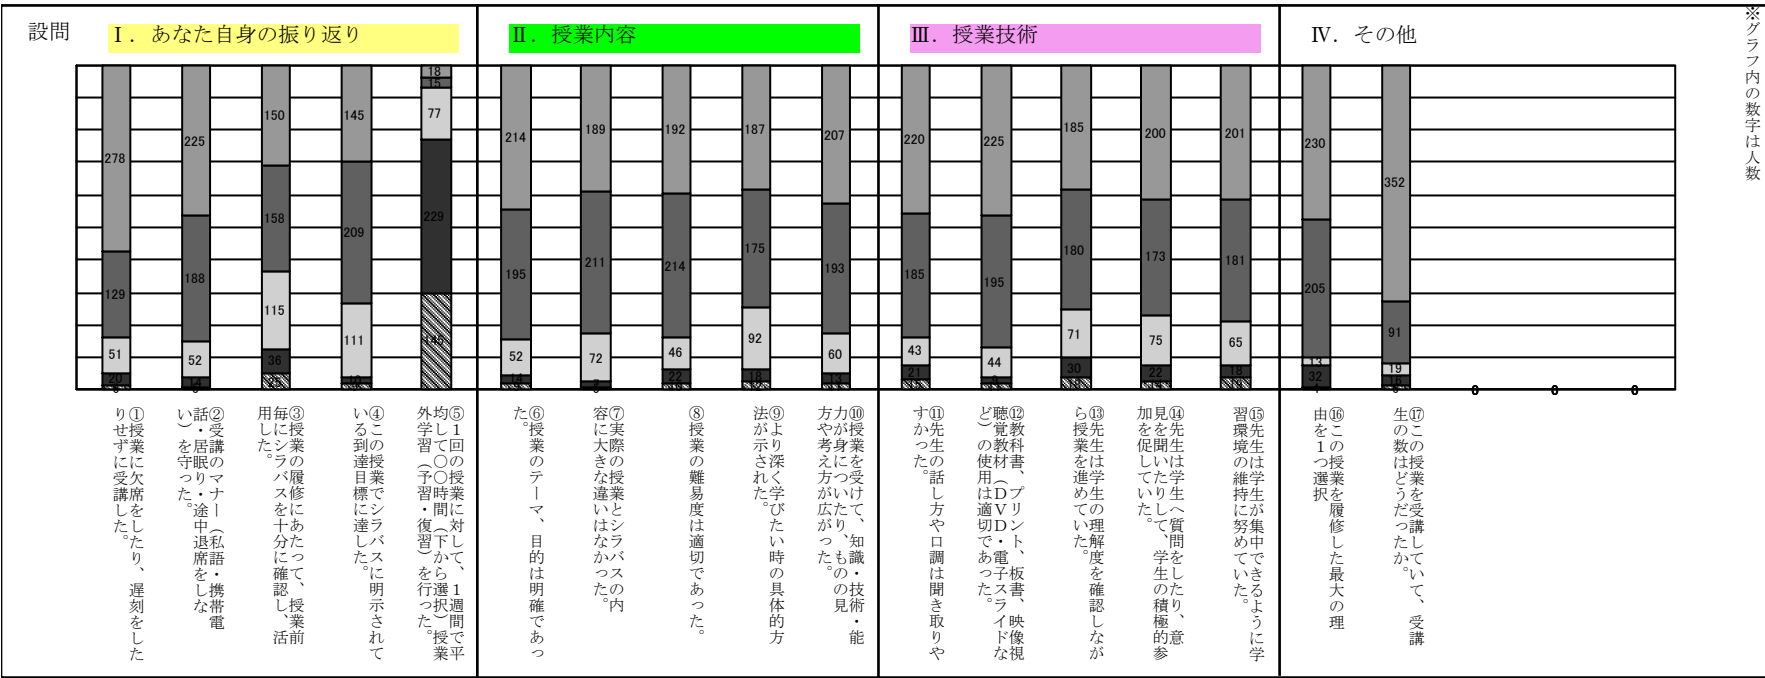 設問
Ⅰ．あなた自身の振り返り
Ⅱ．授業内容
Ⅲ．授業技術
Ⅳ．その他
※グラフ内の数字は人数
278
129
51
20
225
188
52
14
150
158
115
36
25
145
209
111
10
18
15
77
229
145
214
195
52
14
189
211
72
7
192
214
46
22
187
175
92
18
207
193
60
13
220
185
43
21
15
225
195
44
185
180
71
30
18
200
173
75
22
201
181
65
18
230
205
13
32
352
91
19
16
0
0
0
①授業に欠席をしたり、遅刻をした
りせずに受講した。
②受講のマナー（私語・携帯電
話・居眠り・途中退席をしな
い）を守った。
③授業の履修にあたって、授業前
毎にシラバスを十分に確認し、活
用した。
④この授業でシラバスに明示されて
いる到達目標に達した。
⑤１回の授業に対して、１週間で平
均して〇〇時間（下から選択）授業
外学習（予習・復習）を行った。
⑥授業のテーマ、目的は明確であっ
た。
⑦実際の授業とシラバスの内
容に大きな違いはなかった。
⑧授業の難易度は適切であった。
⑨より深く学びたい時の具体的方
法が示された。
⑩授業を受けて、知識・技術・能
力が身についたり、ものの見
方や考え方が広がった。
⑪先生の話し方や口調は聞き取りや
すかった。
⑫教科書、プリント、板書、映像視
聴覚教材（ＤＶＤ・電子スライドな
ど）の使用は適切であった。
⑬先生は学生の理解度を確認しなが
ら授業を進めていた。
⑭先生は学生へ質問をしたり、意
見を聞いたりして、学生の積極的参
加を促していた。
⑮先生は学生が集中できるように学
習環境の維持に努めていた。
⑯この授業を履修した最大の理
由を１つ選択
⑰この授業を受講していて、受講
生の数はどうだったか。